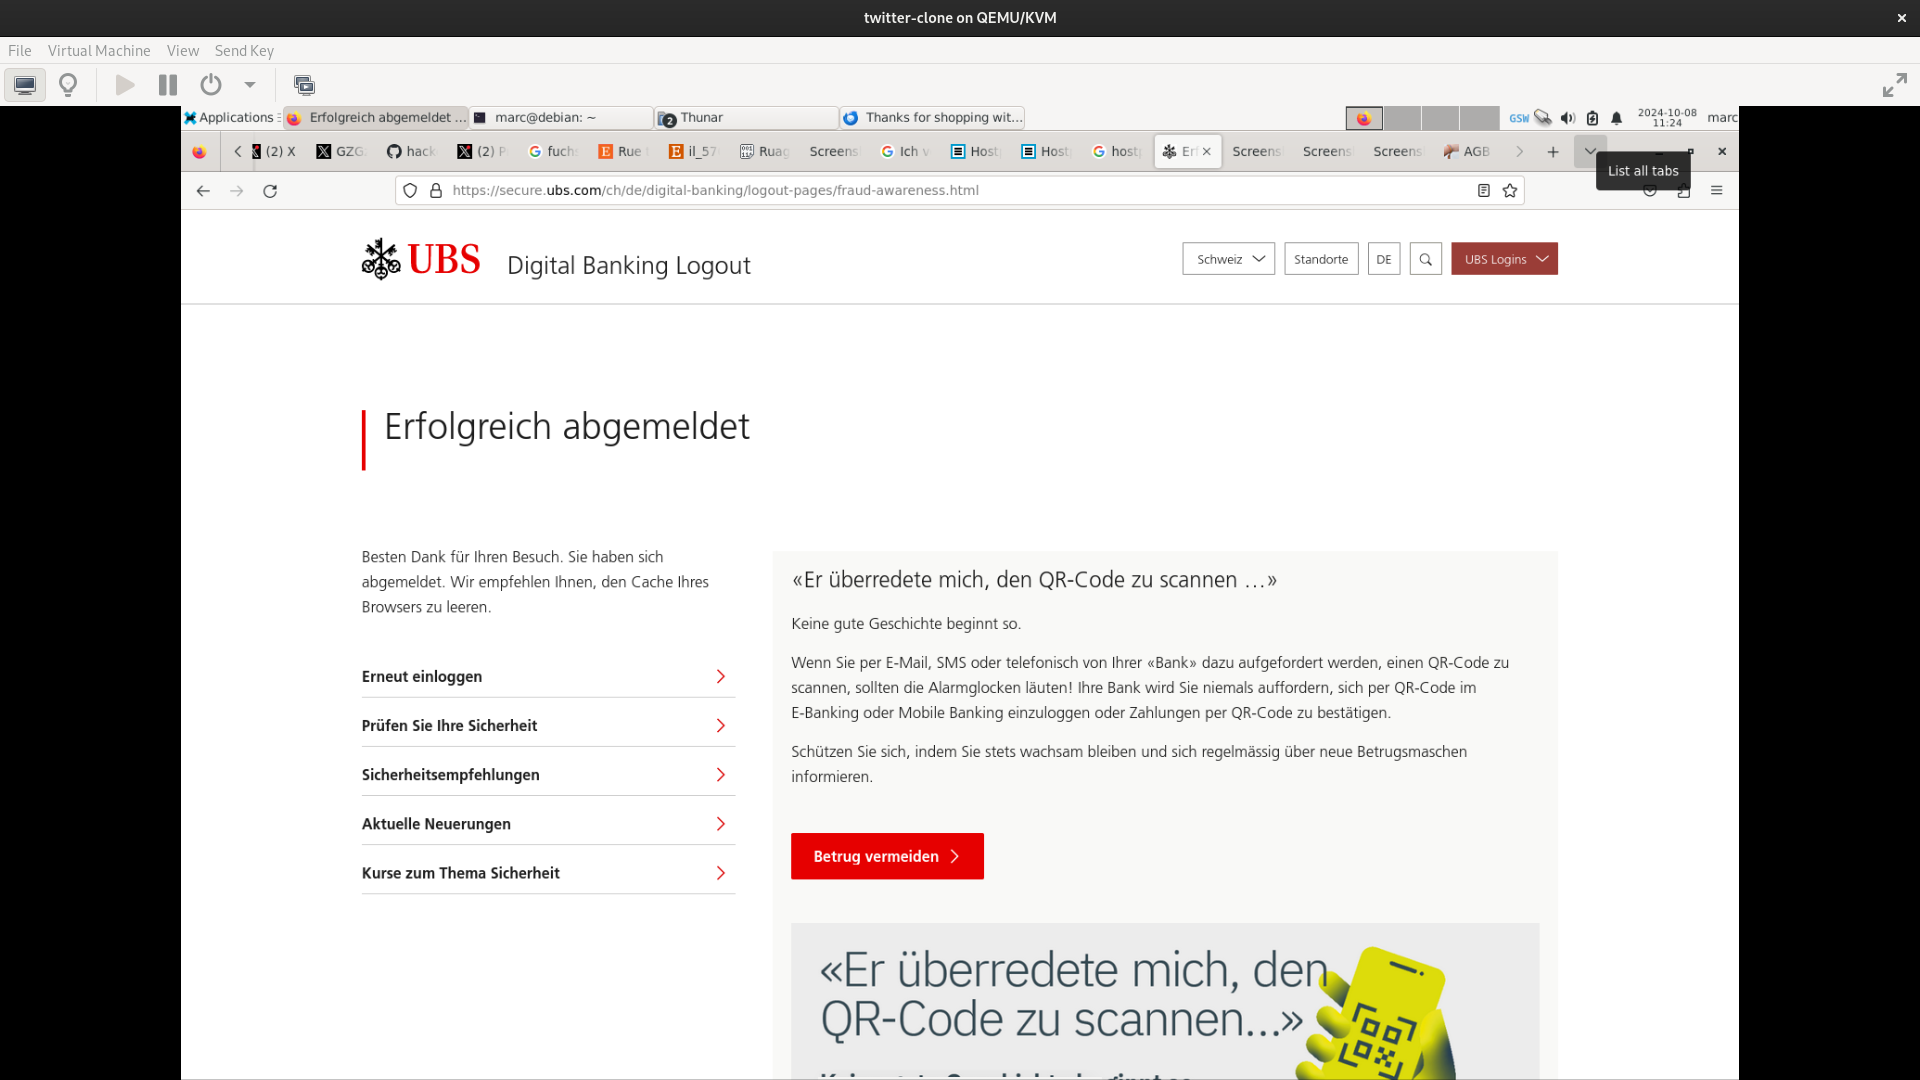 twitter-clone on QEMU/KVM
File Virtual Machine View Send Key
Applications Erfolgreich abgemeldet ... marc@debian: ~ 2 Thunar Thanks for shopping wit... GSW 2024-10-08 11:24 marc
(2) X GZG (2) P Rue il_57 Ruag Screens Ich Host Host host Er Screens Screens Screens AGB
List all tabs
https://secure.ubs.com/ch/de/digital-banking/logout-pages/fraud-awareness.html
UBS Digital Banking Logout
Schweiz Standorte DE UBS Logins
Erfolgreich abgemeldet
Besten Dank für Ihren Besuch. Sie haben sich
abgemeldet. Wir empfehlen Ihnen, den Cache Ihres
Browsers zu leeren.
Erneut einloggen
Prüfen Sie Ihre Sicherheit
Sicherheitsempfehlungen
Aktuelle Neuerungen
Kurse zum Thema Sicherheit
«Er überredete mich, den QR-Code zu scannen …»
Keine gute Geschichte beginnt so.
Wenn Sie per E-Mail, SMS oder telefonisch von Ihrer «Bank» dazu aufgefordert werden, einen QR-Code zu
scannen, sollten die Alarmglocken läuten! Ihre Bank wird Sie niemals auffordern, sich per QR-Code im
E-Banking oder Mobile Banking einzuloggen oder Zahlungen per QR-Code zu bestätigen.
Schützen Sie sich, indem Sie stets wachsam bleiben und sich regelmässig über neue Betrugsmaschen
informieren.
Betrug vermeiden
«Er überredete mich, den
QR-Code zu scannen...»